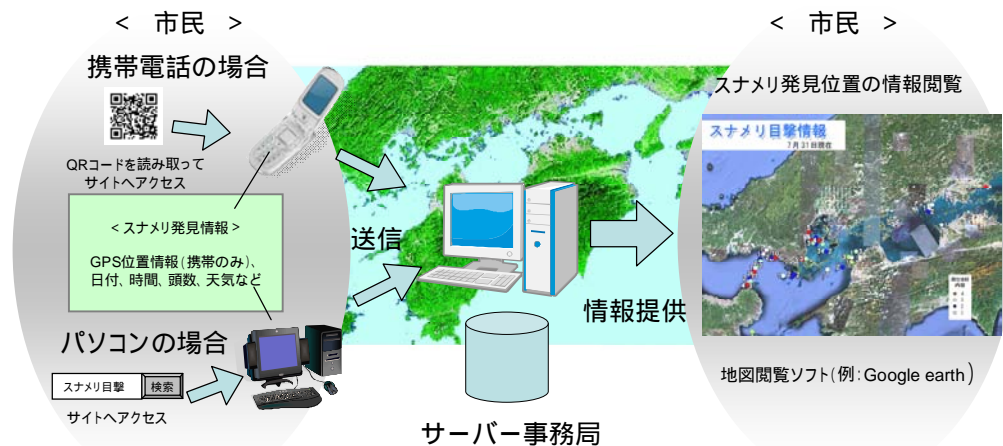 < 市民 >
携帯電話の場合
QRコードを読み取って
サイトへアクセス
<スナメリ発見情報>
GPS位置情報(携帯のみ)、
日付、時間、頭数、天気など
パソコンの場合
スナメリ目撃 検索
サイトへアクセス
送信
情報提供
サーバー事務局
< 市民 >
スナメリ発見位置の情報閲覧
スナメリ目撃情報
7月31日現在
地図閲覧ソフト(例:Google earth)